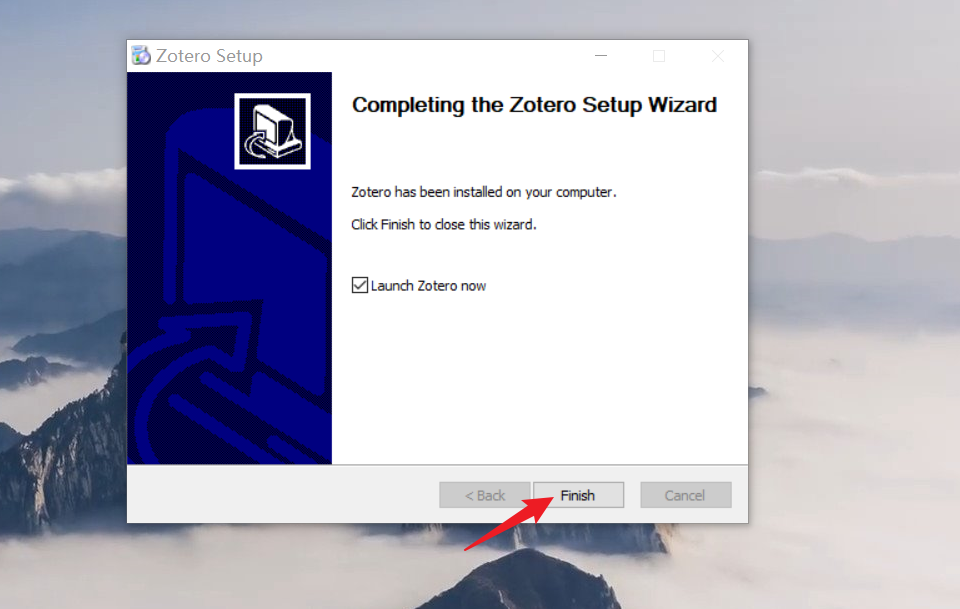 Zotero Setup
Completing the Zotero Setup Wizard
Zotero has been installed on your computer.
Click Finish to close this wizard.
Launch Zotero now
< Back
Finish
Cancel